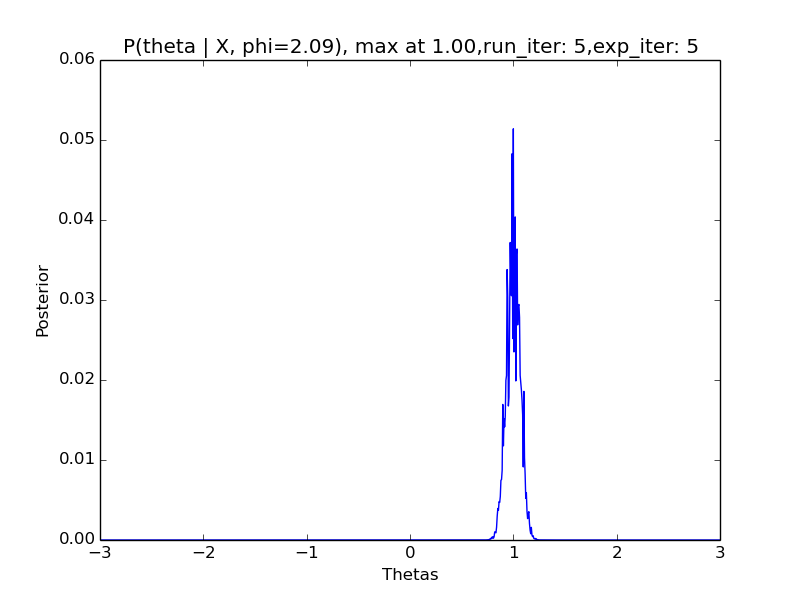 P(theta | X, phi=2.09), max at 1.00,run_iter: 5,exp_iter: 5
0.06
0.05
0.04
0.03
0.02
0.01
0.00
Posterior
−3 −2 −1 0 1 2 3
Thetas